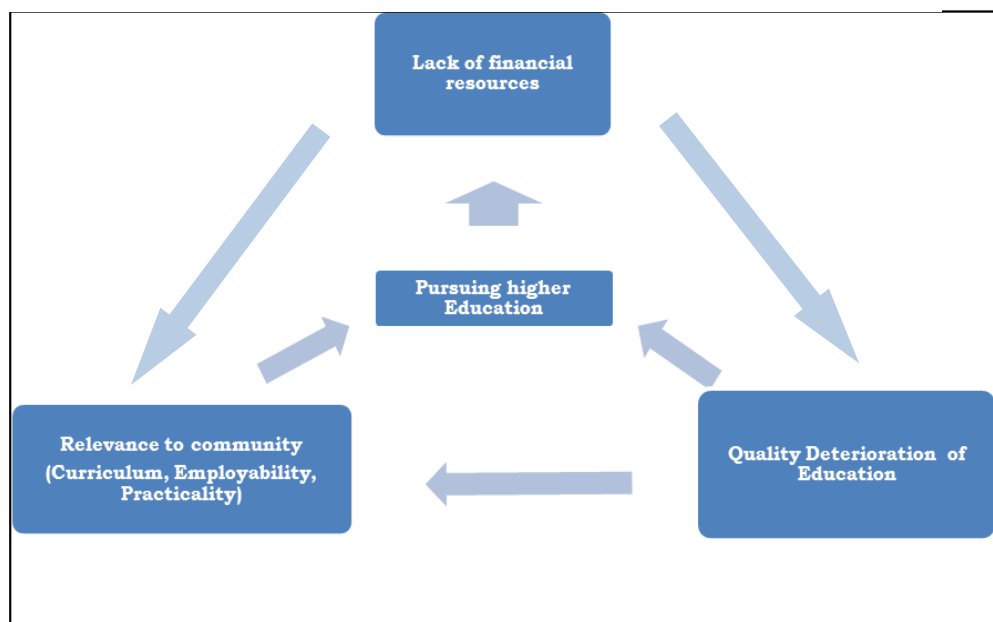 Lack of financial
resources
Pursuing higher
Education
Relevance to community
(Curriculum, Employability,
Practicality)
Quality Deterioration of
Education